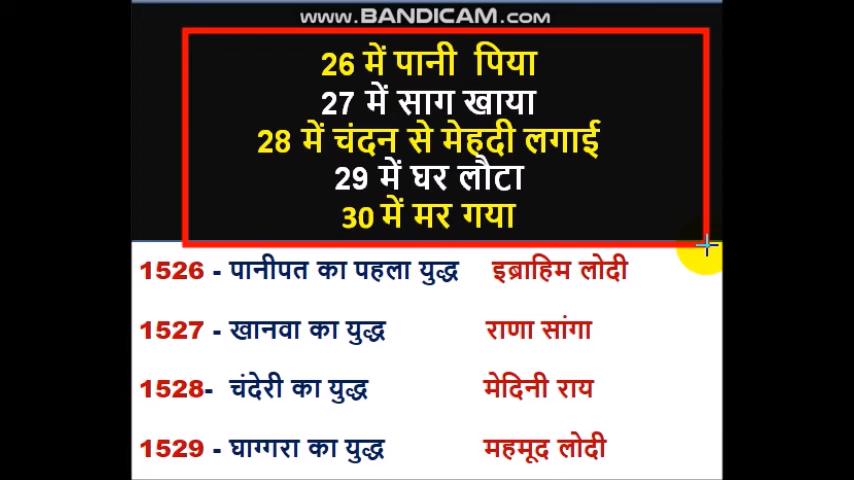 www.BANDICAM.com
26 में पानी पिया
27 में साग खाया
28 में चंदन से मेहदी लगाई
29 में घर लौटा
30 में मर गया
1526 - पानीपत का पहला युद्ध इब्राहिम लोदी
1527 - खानवा का युद्ध राणा सांगा
1528- चंदेरी का युद्ध मेदिनी राय
1529 - घाग्गरा का युद्ध महमूद लोदी